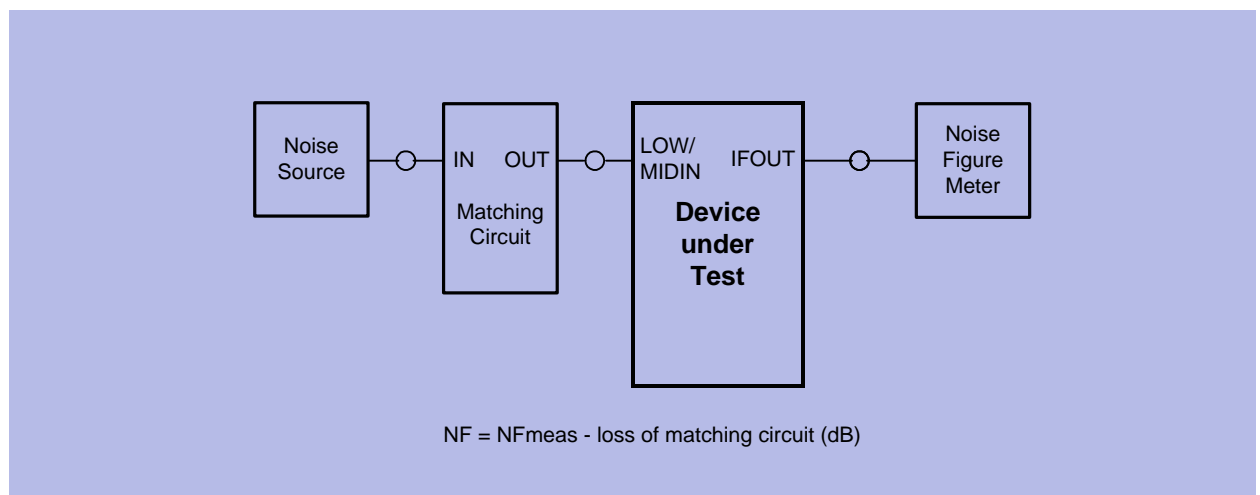 Noise
Source
IN OUT
Matching
Circuit
LOW/
MIDIN
IFOUT
Device
under
Test
Noise
Figure
Meter
NF = NFmeas - loss of matching circuit (dB)